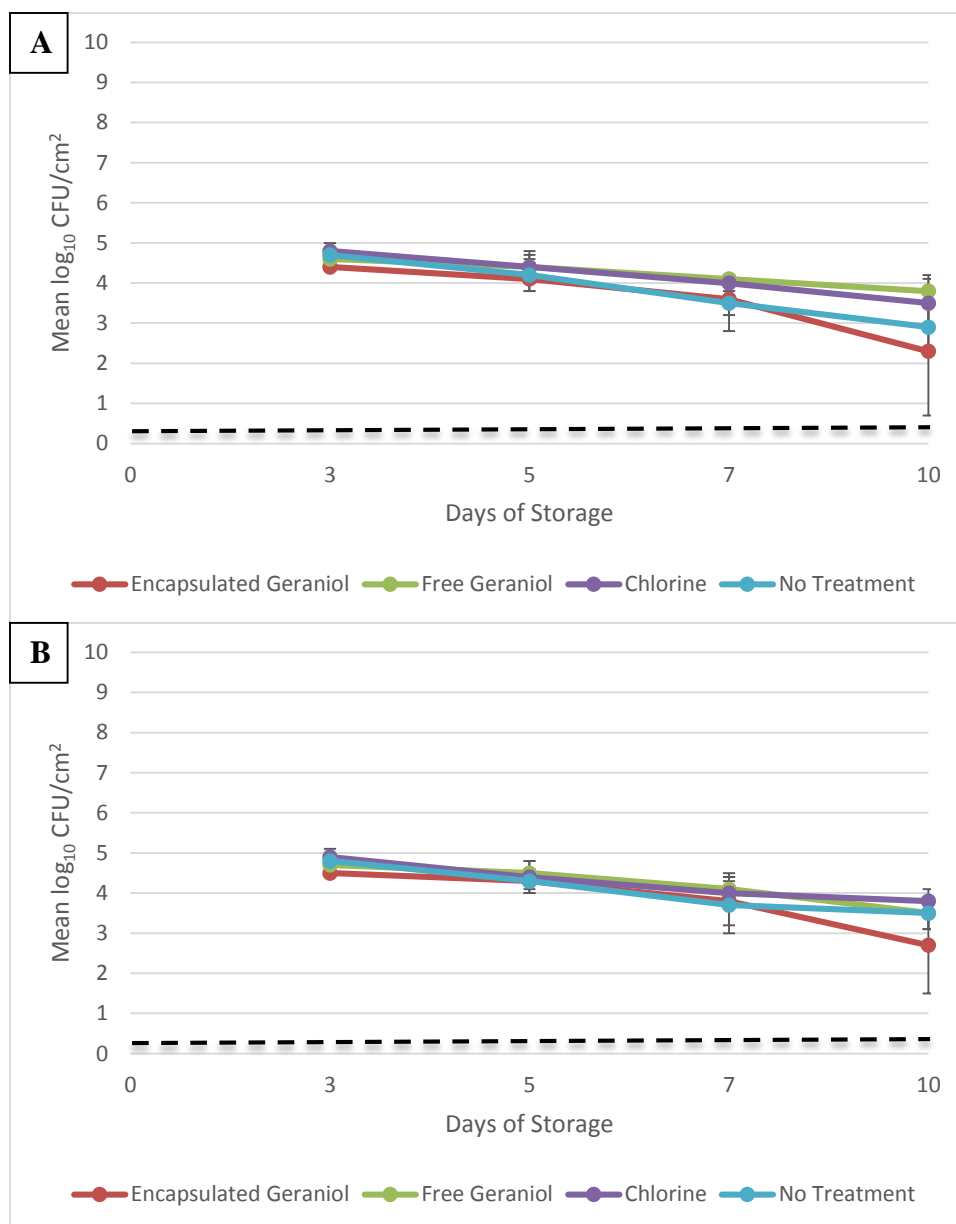 A
10
9
8
7
6
5
4
3
2
1
0
Mean log₁₀ CFU/cm²
0 3 5 7 10
Days of Storage
Encapsulated Geraniol Free Geraniol Chlorine No Treatment
B
10
9
8
7
6
5
4
3
2
1
0
Mean log₁₀ CFU/cm²
0 3 5 7 10
Days of Storage
Encapsulated Geraniol Free Geraniol Chlorine No Treatment